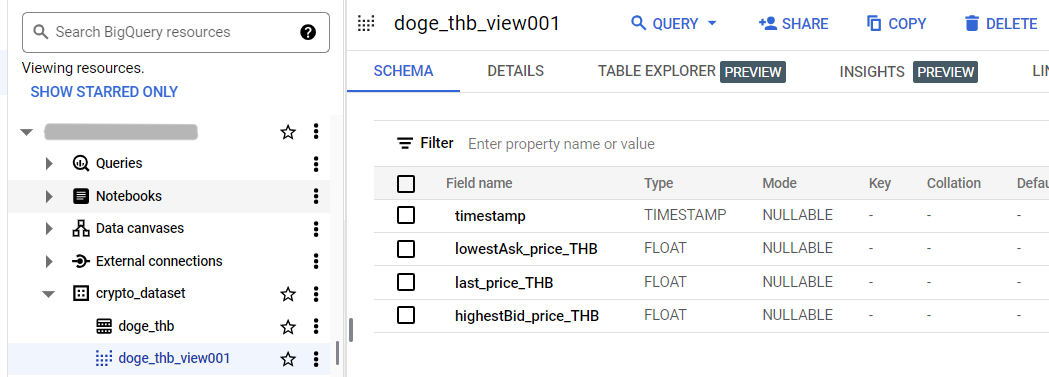 Search BigQuery resources
Viewing resources.
SHOW STARRED ONLY
Queries
Notebooks
Data canvases
External connections
crypto_dataset
doge_thb
doge_thb_view001
doge_thb_view001 QUERY SHARE COPY DELETE
SCHEMA DETAILS TABLE EXPLORER PREVIEW INSIGHTS PREVIEW LIN
Filter Enter property name or value
Field name Type Mode Key Collation Defau
timestamp TIMESTAMP NULLABLE - - -
lowestAsk_price_THB FLOAT NULLABLE - - -
last_price_THB FLOAT NULLABLE - - -
highestBid_price_THB FLOAT NULLABLE - - -